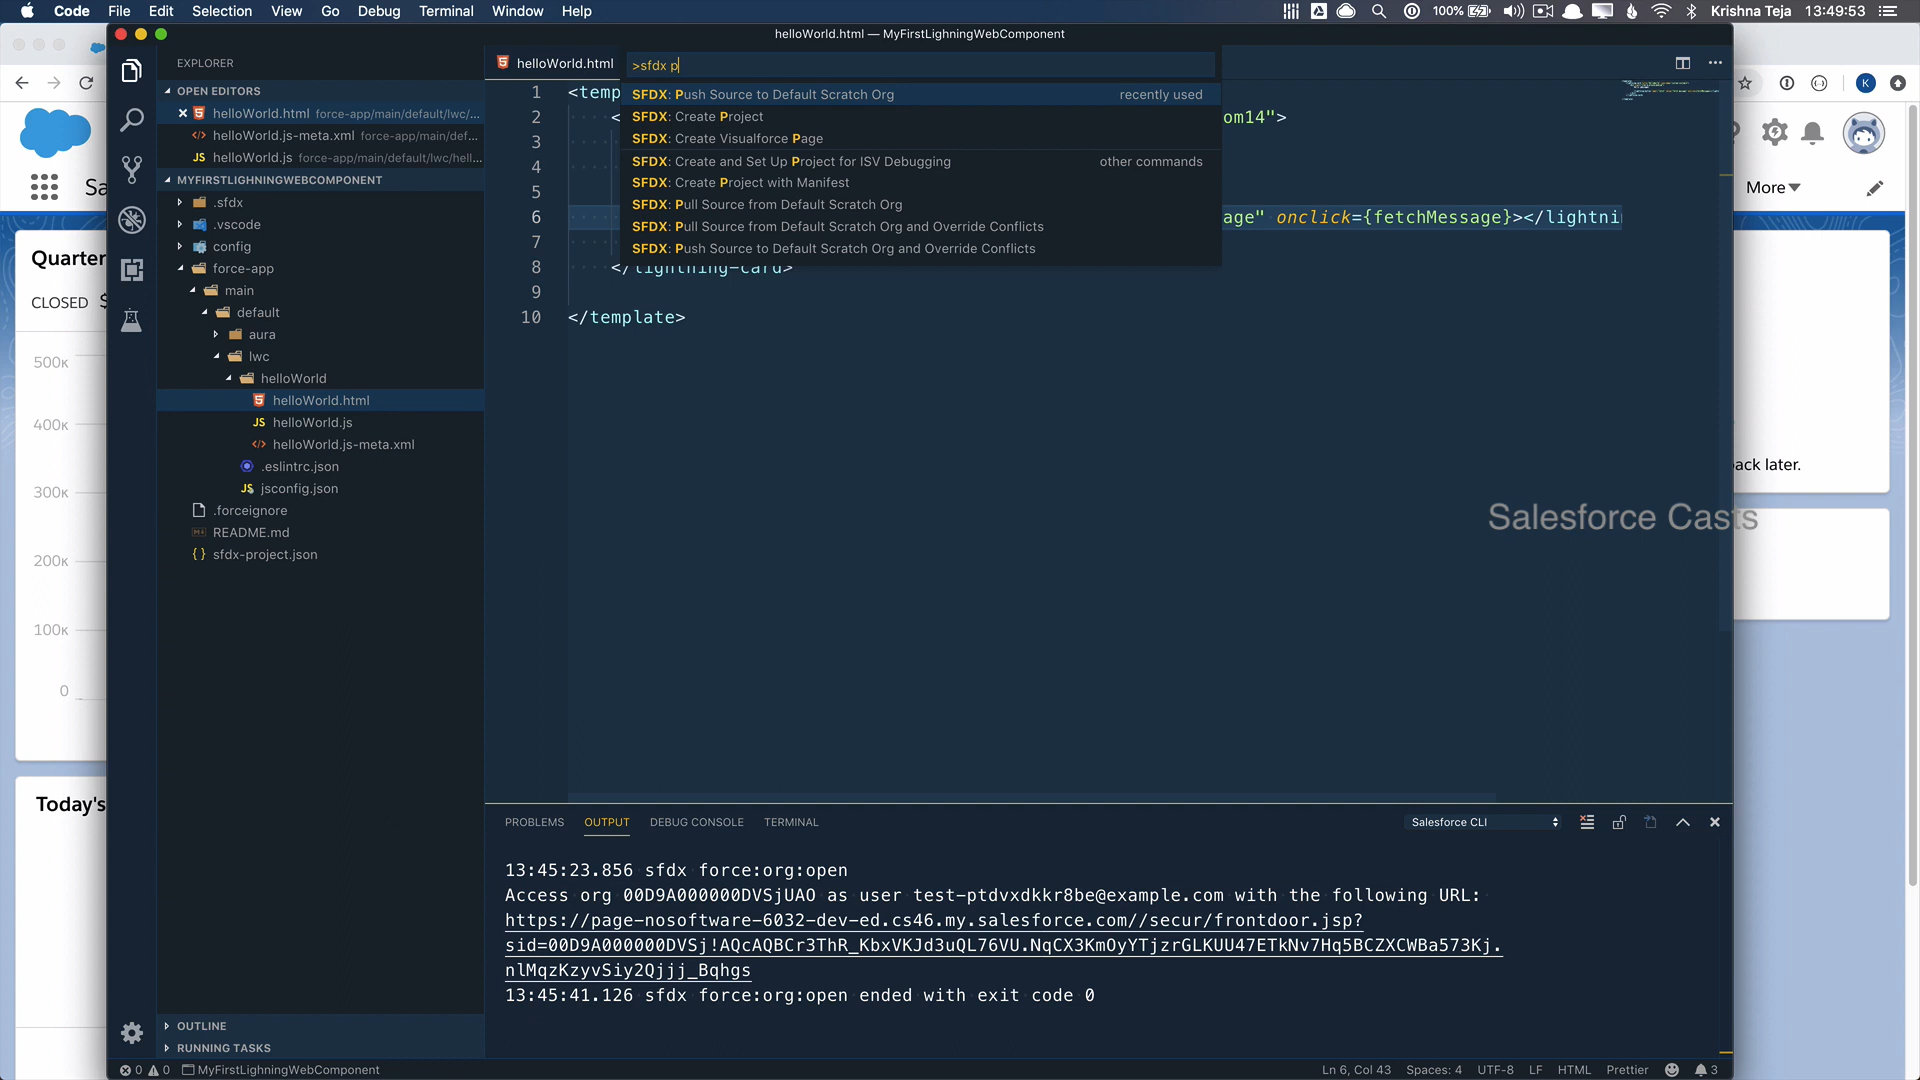 Code File Edit Selection View Go Debug Terminal Window Help
100% Krishna Teja 13:49:53
helloWorld.html — MyFirstLighningWebComponent
EXPLORER
OPEN EDITORS
helloWorld.html force-app/main/default/lwc/...
helloWorld.js-meta.xml force-app/main/def...
JS helloWorld.js force-app/main/default/lwc/hell...
MYFIRSTLIGHNINGWEBCOMPONENT
.sfdx
.vscode
config
force-app
main
default
aura
lwc
helloWorld
helloWorld.html
JS helloWorld.js
helloWorld.js-meta.xml
.eslintrc.json
JS jsconfig.json
.forceignore
README.md
{ } sfdx-project.json
OUTLINE
RUNNING TASKS
helloWorld.html
>sfdx p
SFDX: Push Source to Default Scratch Org recently used
SFDX: Create Project
SFDX: Create Visualforce Page
SFDX: Create and Set Up Project for ISV Debugging other commands
SFDX: Create Project with Manifest
SFDX: Pull Source from Default Scratch Org
SFDX: Pull Source from Default Scratch Org and Override Conflicts
SFDX: Push Source to Default Scratch Org and Override Conflicts
1 <temp
2 < om14">
3
4
5
6 age" onclick={fetchMessage}></lightni
7
8 </lightning-card>
9
10 </template>
Sa
More
K
Quarter
CLOSED $
500K
400K
300K
200K
100K
0
Today's
ack later.
Salesforce Casts
PROBLEMS OUTPUT DEBUG CONSOLE TERMINAL
Salesforce CLI
13:45:23.856 sfdx force:org:open
Access org 00D9A000000DVSjUAO as user test-ptdvxdkkr8be@example.com with the following URL:
https://page-nosoftware-6032-dev-ed.cs46.my.salesforce.com//secur/frontdoor.jsp?
sid=00D9A000000DVSj!AQcAQBCr3ThR_KbxVKJd3uQL76VU.NqCX3KmOyYTjzrGLKUU47ETkNv7Hq5BCZXCWBa573Kj.
nlMqzKzyvSiy2Qjjj_Bqhgs
13:45:41.126 sfdx force:org:open ended with exit code 0
0 0 MyFirstLighningWebComponent
Ln 6, Col 43 Spaces: 4 UTF-8 LF HTML Prettier 3